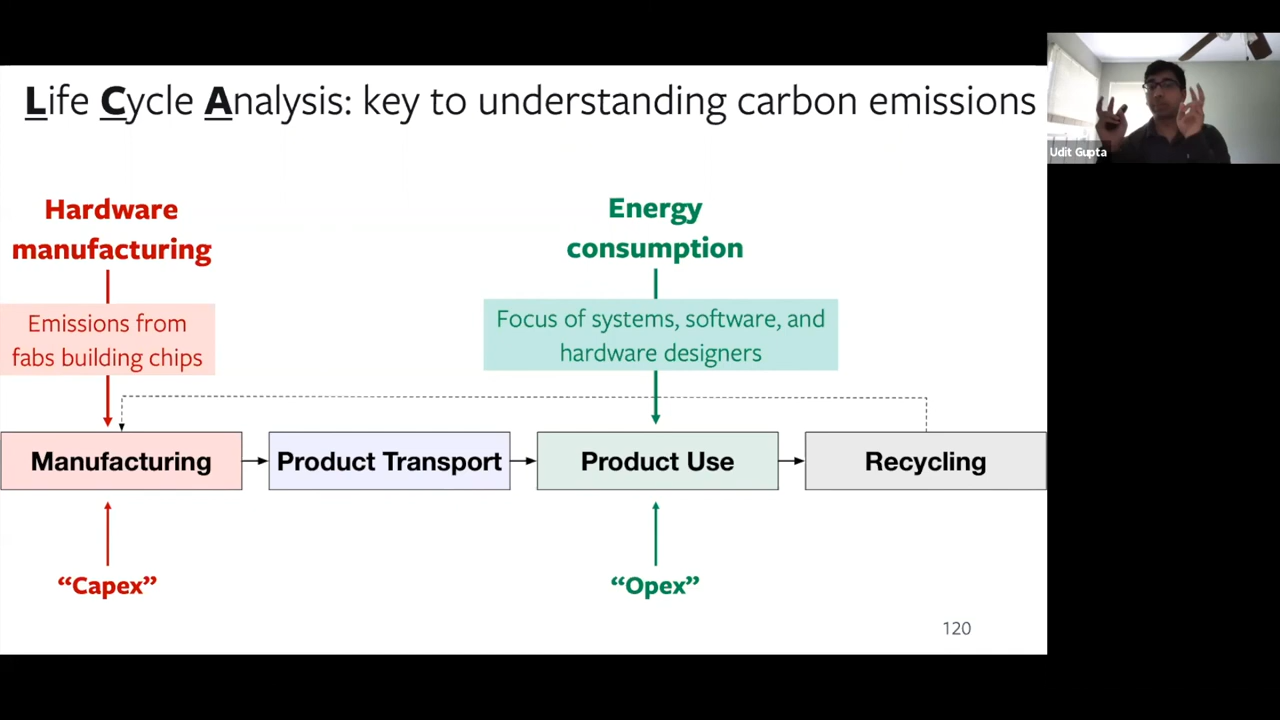 Life Cycle Analysis: key to understanding carbon emissions
Udit Gupta
Hardware
manufacturing
Energy
consumption
Emissions from
fabs building chips
Focus of systems, software, and
hardware designers
Manufacturing
Product Transport
Product Use
Recycling
“Capex”
“Opex”
120